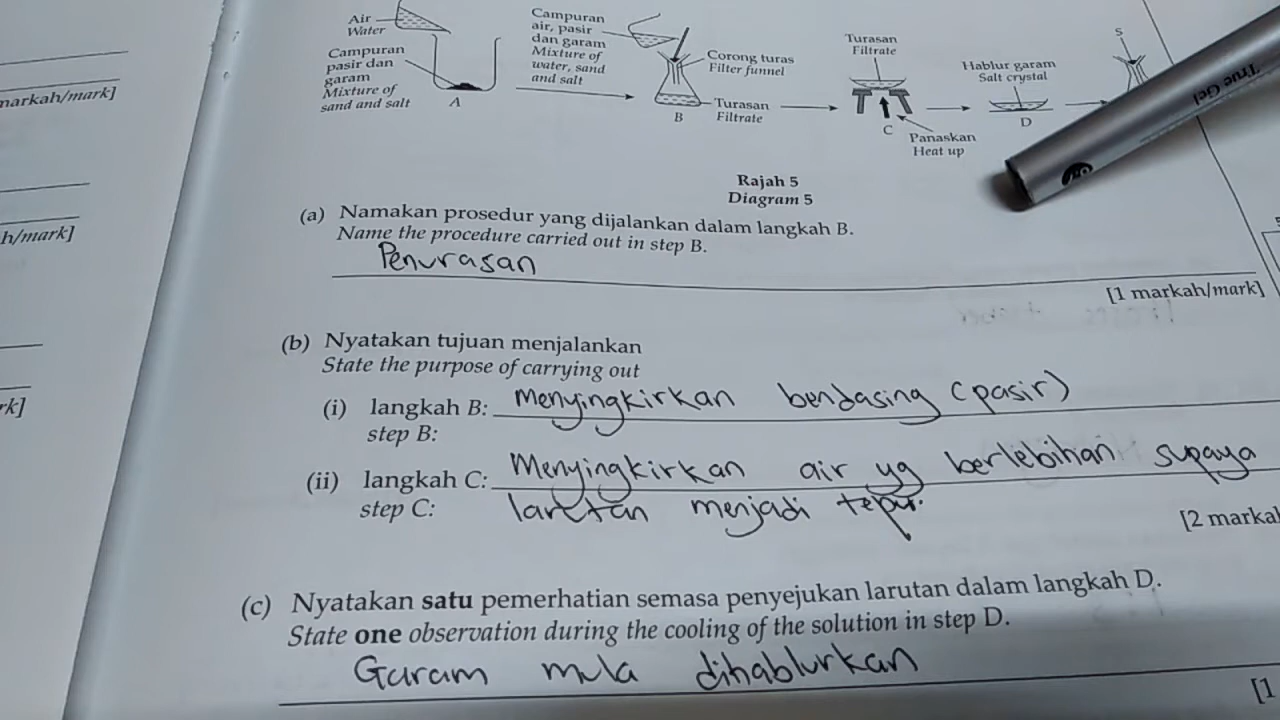 markah/mark]
h/mark]
rk]
Air
Water
Campuran
pasir dan
garam
Mixture of
sand and salt
A
Campuran
air, pasir
dan garam
Mixture of
water, sand
and salt
Corong turas
Filter funnel
Turasan
Filtrate
B
Turasan
Filtrate
C
Panaskan
Heat up
Hablur garam
Salt crystal
D
S
True Gel
Rajah 5
Diagram 5
(a) Namakan prosedur yang dijalankan dalam langkah B.
Name the procedure carried out in step B.
Penurasan
[1 markah/mark]
(b) Nyatakan tujuan menjalankan
State the purpose of carrying out
(i) langkah B: Menyingkirkan bendasing (pasir)
step B:
(ii) langkah C: Menyingkirkan air yg berlebihan supaya
step C: larutan menjadi tepu.
[2 markah
(c) Nyatakan satu pemerhatian semasa penyejukan larutan dalam langkah D.
State one observation during the cooling of the solution in step D.
Garam mula dihablurkan
[1